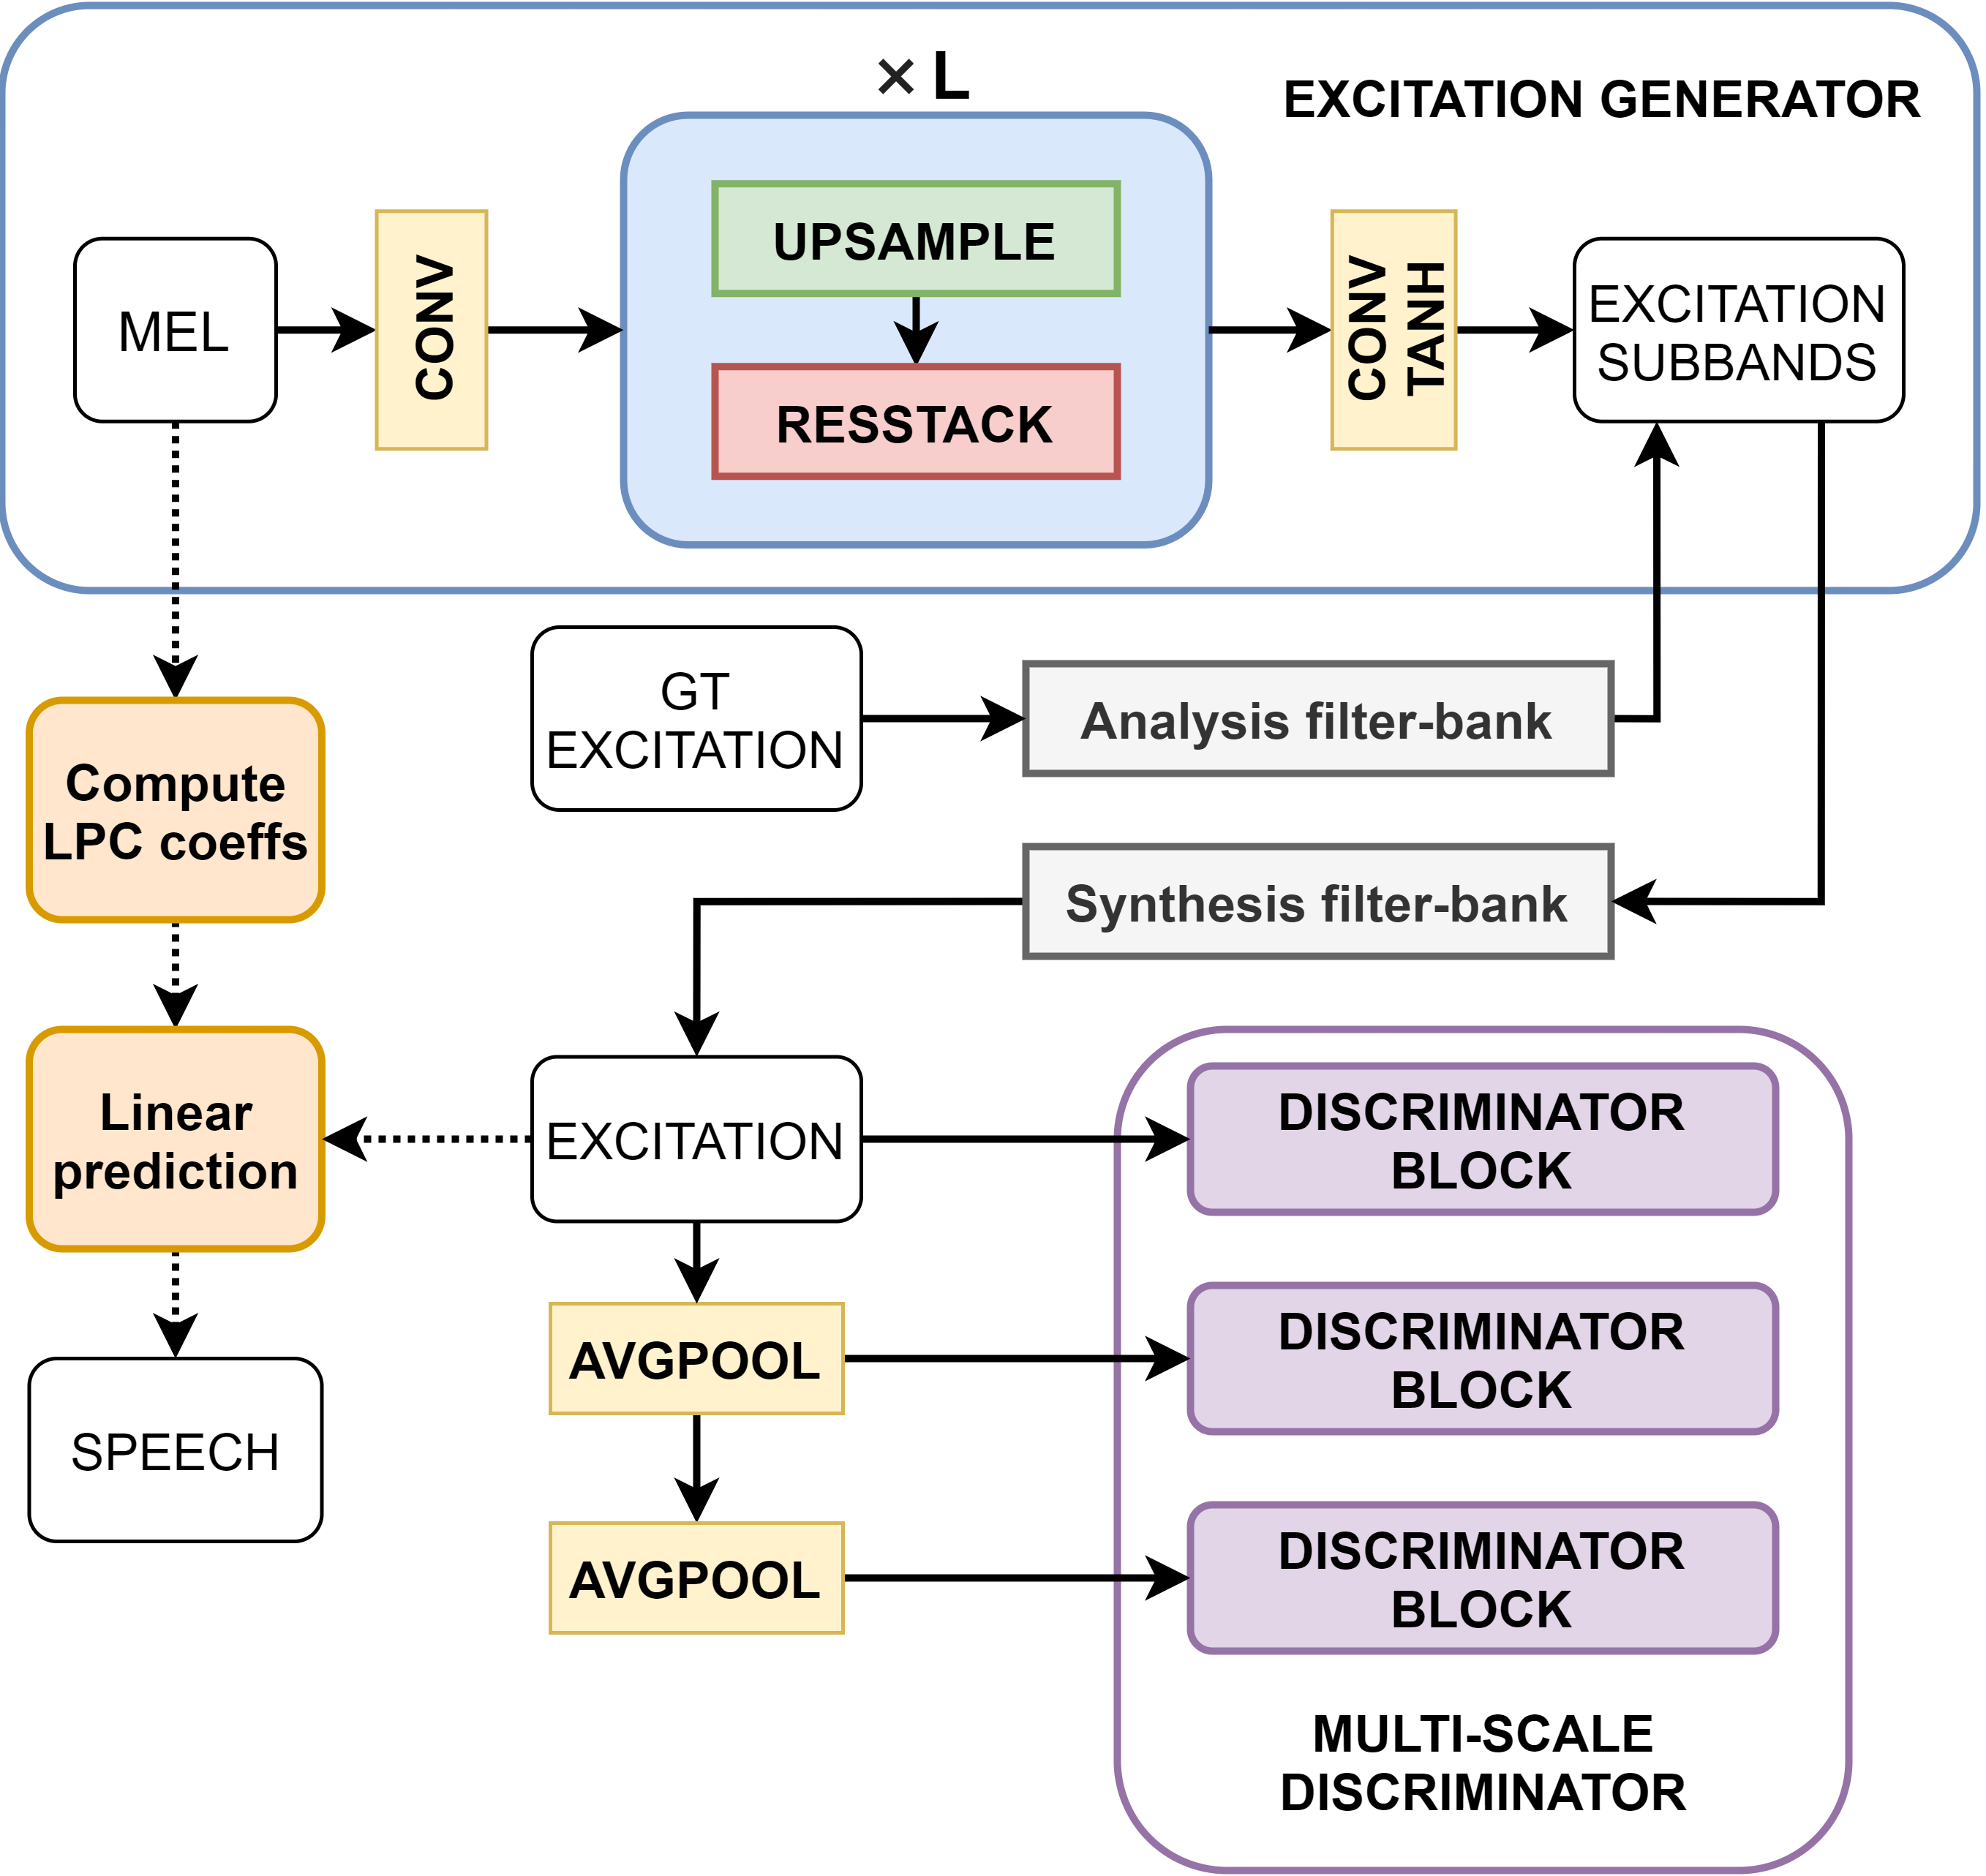 × L
EXCITATION GENERATOR
MEL
CONV
UPSAMPLE
RESSTACK
CONV
TANH
EXCITATION
SUBBANDS
GT
EXCITATION
Analysis filter-bank
Compute
LPC coeffs
Synthesis filter-bank
Linear
prediction
EXCITATION
DISCRIMINATOR
BLOCK
AVGPOOL
DISCRIMINATOR
BLOCK
SPEECH
AVGPOOL
DISCRIMINATOR
BLOCK
MULTI-SCALE
DISCRIMINATOR